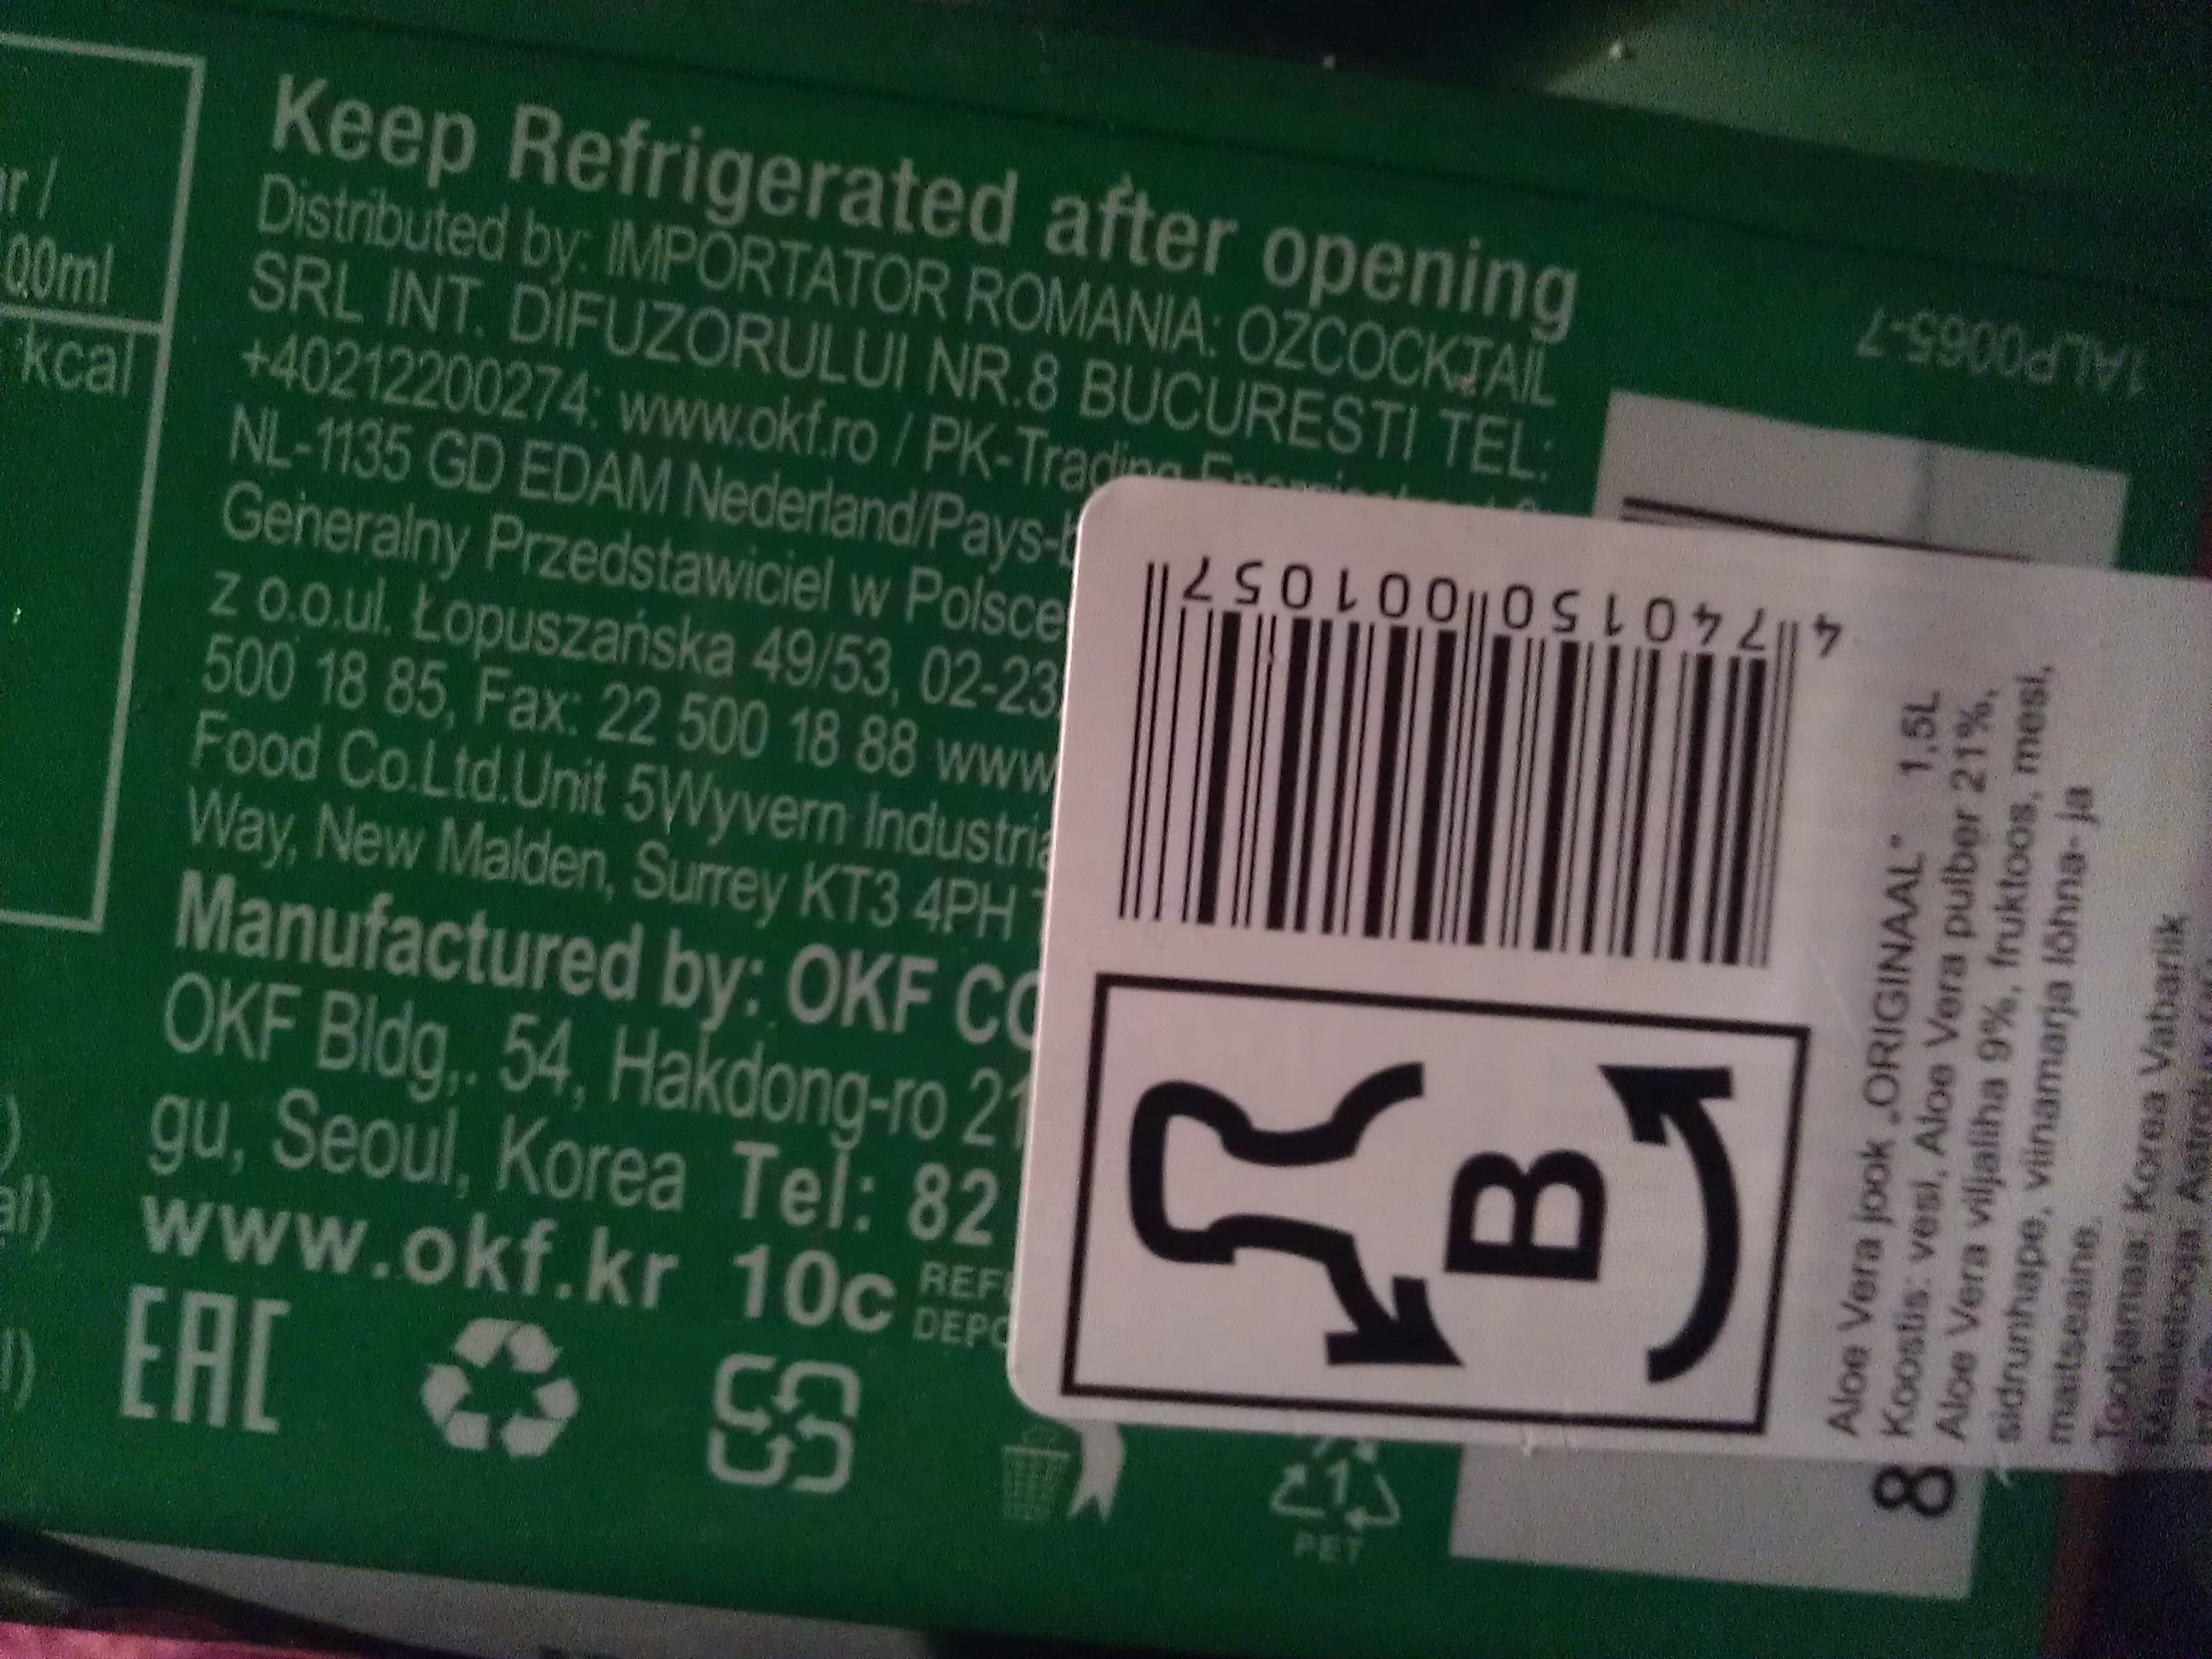 r /
00ml
kcal
Keep Refrigerated after opening
Distributed by: IMPORTATOR ROMANIA: OZCOCKTAIL
SRL INT. DIFUZORULUI NR.8 BUCURESTI TEL:
+40212200274: www.okf.ro / PK-Trading
NL-1135 GD EDAM Nederland/Pays-
Generalny Przedstawiciel w Polsce
z o.o.ul. Łopuszańska 49/53, 02-23
500 18 85, Fax: 22 500 18 88 www
Food Co.Ltd.Unit 5Wyvern Industria
Way, New Malden, Surrey KT3 4PH
Manufactured by: OKF CO
OKF Bldg,. 54, Hakdong-ro 21
gu, Seoul, Korea Tel: 82
www.okf.kr 10c REF
DEPO
EAC
1
PET
1ALP0065-7
4 740150 001057
B
Aloe Vera jook „ORIGINAAL" 1,5L
Koostis: vesi, Aloe Vera pulber 21%,
Aloe Vera viljaliha 9%, fruktoos, mesi,
sidrunhape, viinamarja lõhna- ja
maitseaine.
Tootjamaa: Korea Vabariik
8